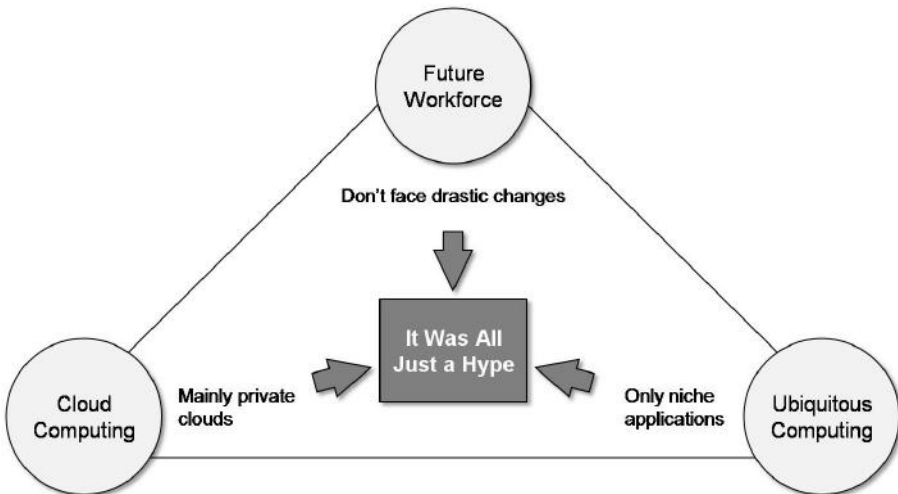 Future
Workforce
Don't face drastic changes
It Was All
Just a Hype
Cloud
Computing
Mainly private
clouds
Only niche
applications
Ubiquitous
Computing